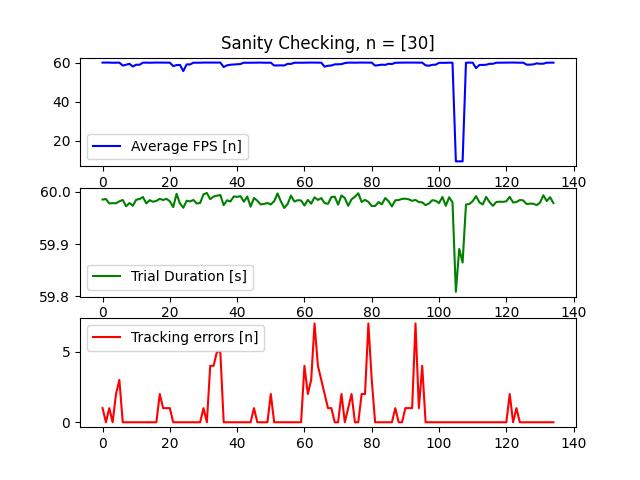 Sanity Checking, n = [30]
60
40
20
Average FPS [n]
0 20 40 60 80 100 120 140
60.0
59.9
59.8
Trial Duration [s]
0 20 40 60 80 100 120 140
Tracking errors [n]
5
0
0 20 40 60 80 100 120 140